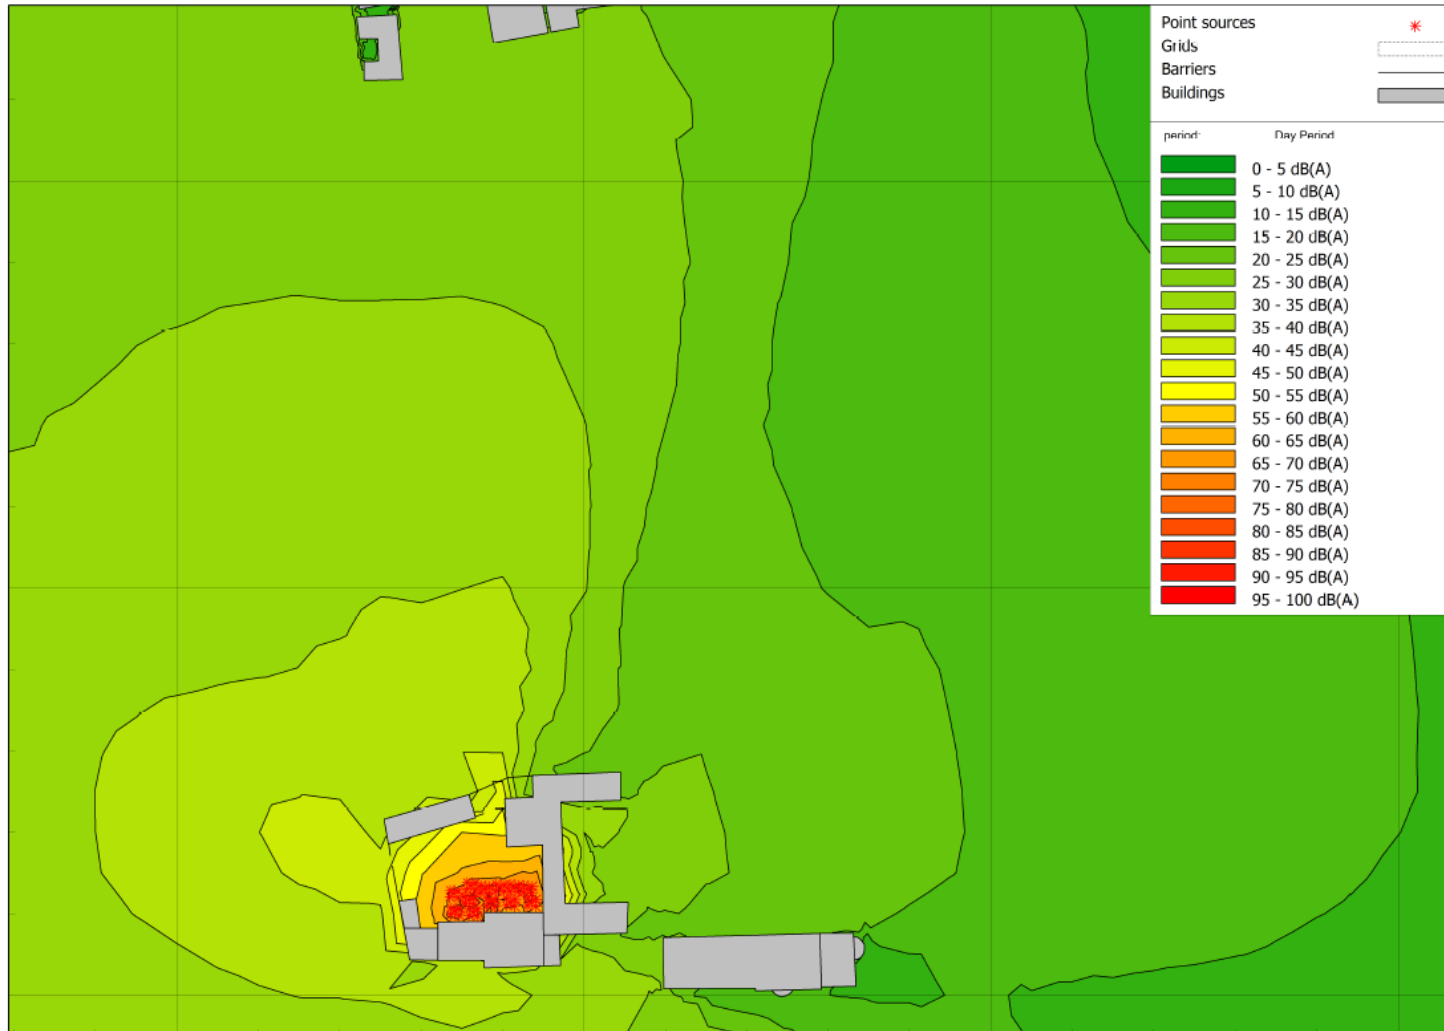 Point sources
Grids
Barriers
Buildings
period: Day Period
0 - 5 dB(A)
5 - 10 dB(A)
10 - 15 dB(A)
15 - 20 dB(A)
20 - 25 dB(A)
25 - 30 dB(A)
30 - 35 dB(A)
35 - 40 dB(A)
40 - 45 dB(A)
45 - 50 dB(A)
50 - 55 dB(A)
55 - 60 dB(A)
60 - 65 dB(A)
65 - 70 dB(A)
70 - 75 dB(A)
75 - 80 dB(A)
80 - 85 dB(A)
85 - 90 dB(A)
90 - 95 dB(A)
95 - 100 dB(A)